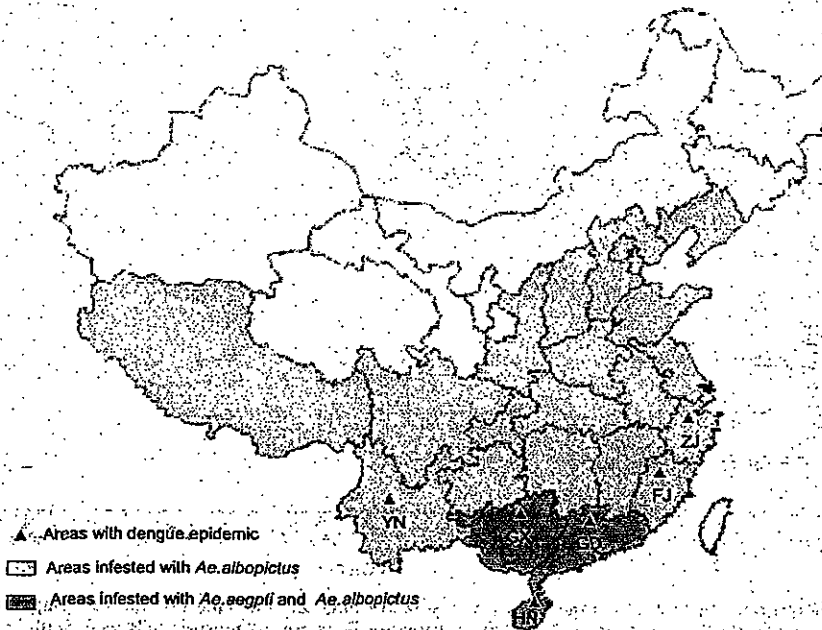 ZJ
FJ
YN
GX
GD
HN
▲ Areas with dengue epidemic
Areas infested with Ae.albopictus
Areas infested with Ae.aegpti and Ae.albopictus